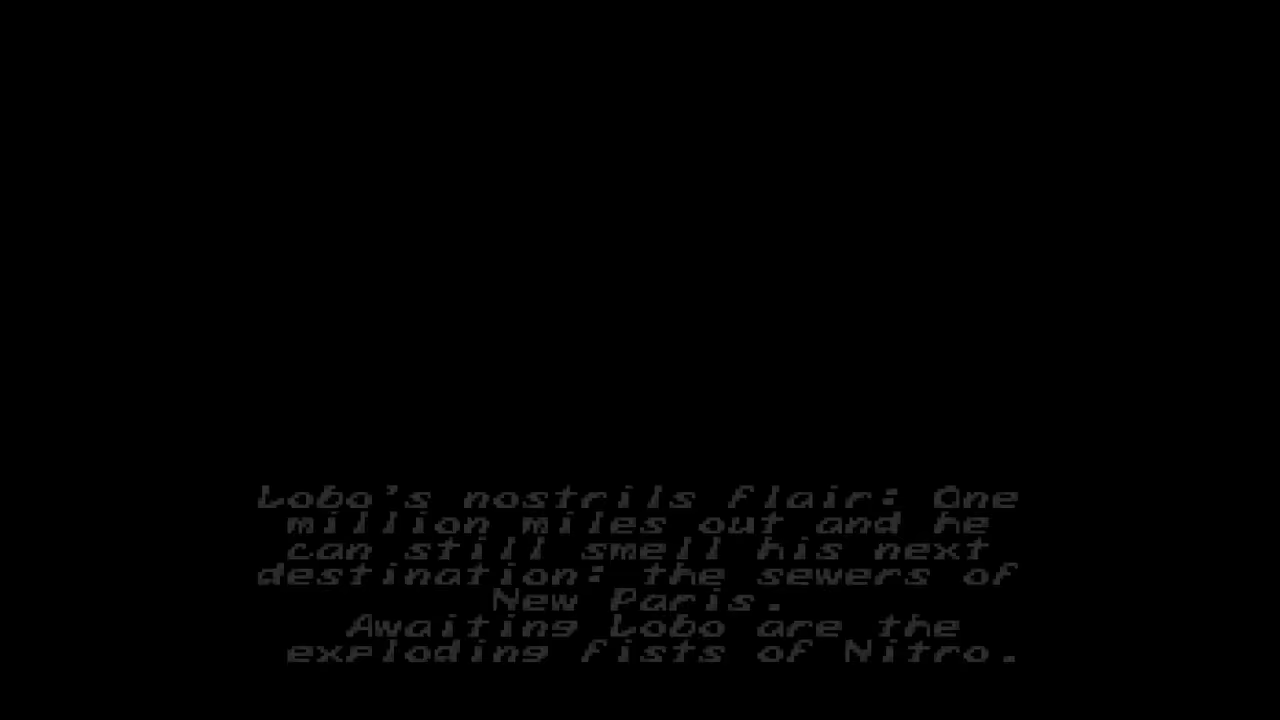 Lobo's nostrils flair: One
million miles out and he
can still smell his next
destination: the sewers of
New Paris.
Awaiting Lobo are the
exploding fists of Nitro.